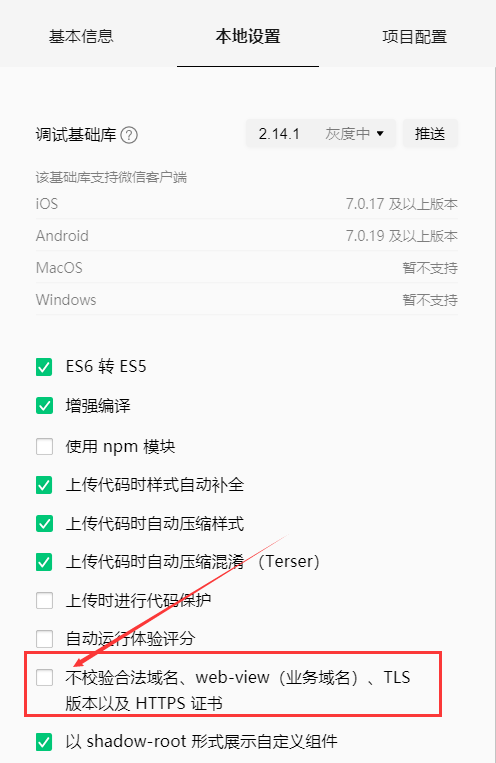 基本信息 本地设置 项目配置
调试基础库 ? 2.14.1 灰度中 推送
该基础库支持微信客户端
iOS 7.0.17 及以上版本
Android 7.0.19 及以上版本
MacOS 暂不支持
Windows 暂不支持
ES6 转 ES5
增强编译
使用 npm 模块
上传代码时样式自动补全
上传代码时自动压缩样式
上传代码时自动压缩混淆 （Terser）
上传时进行代码保护
自动运行体验评分
不校验合法域名、web-view（业务域名）、TLS
版本以及 HTTPS 证书
以 shadow-root 形式展示自定义组件